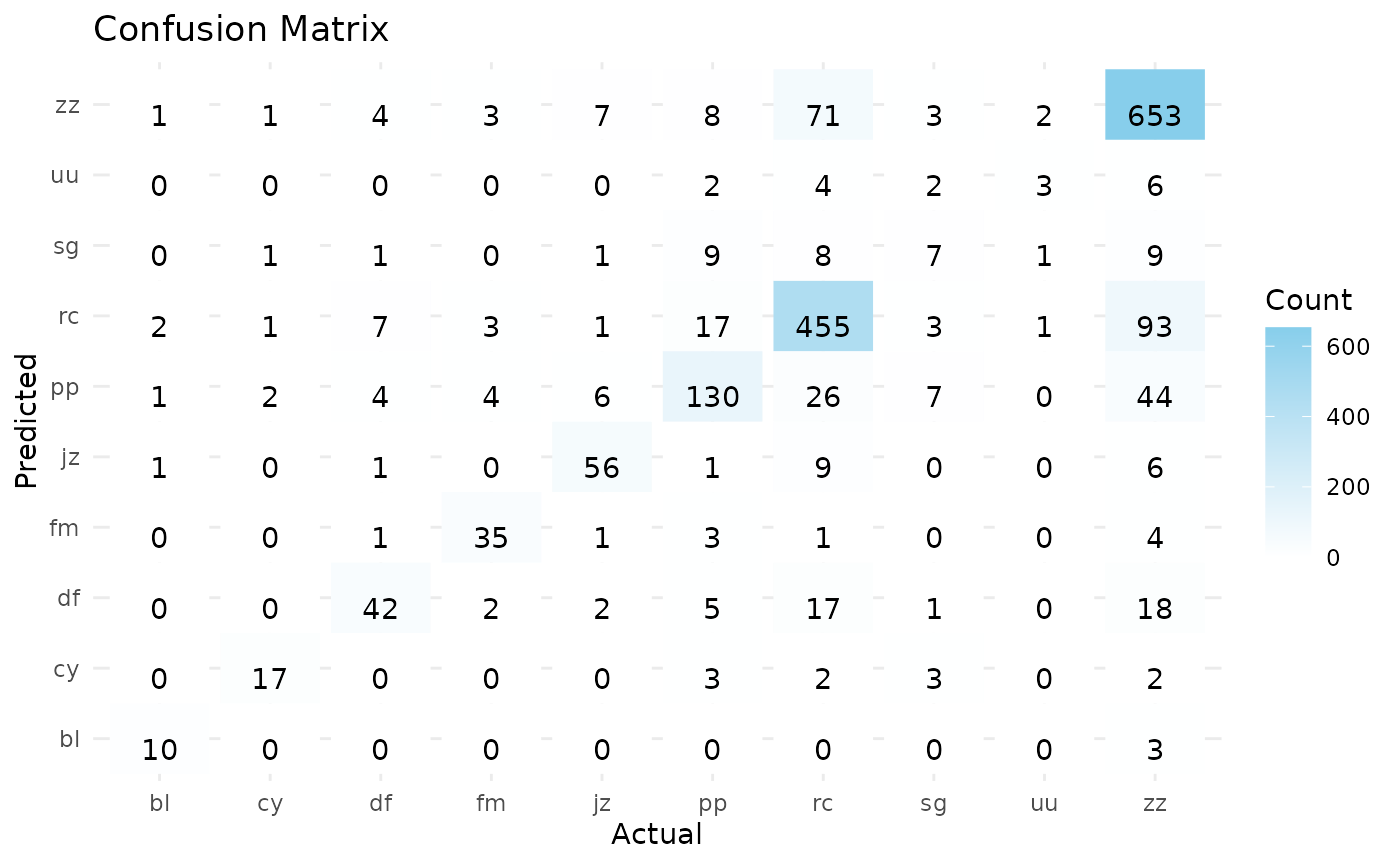 Confusion Matrix
zz 1 1 4 3 7 8 71 3 2 653
uu 0 0 0 0 0 2 4 2 3 6
sg 0 1 1 0 1 9 8 7 1 9
rc 2 1 7 3 1 17 455 3 1 93
pp 1 2 4 4 6 130 26 7 0 44
jz 1 0 1 0 56 1 9 0 0 6
fm 0 0 1 35 1 3 1 0 0 4
df 0 0 42 2 2 5 17 1 0 18
cy 0 17 0 0 0 3 2 3 0 2
bl 10 0 0 0 0 0 0 0 0 3
bl cy df fm jz pp rc sg uu zz
Actual
Predicted
Count
600
400
200
0